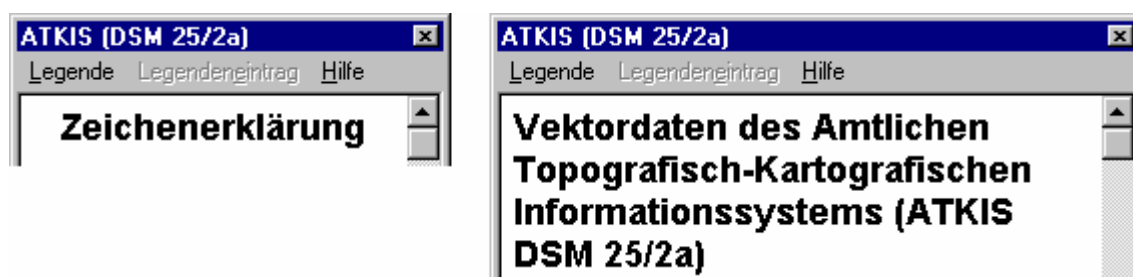 ATKIS (DSM 25/2a)
Legende Legendeneintrag Hilfe
Zeichenerklärung
ATKIS (DSM 25/2a)
Legende Legendeneintrag Hilfe
Vektordaten des Amtlichen
Topografisch-Kartografischen
Informationssystems (ATKIS
DSM 25/2a)